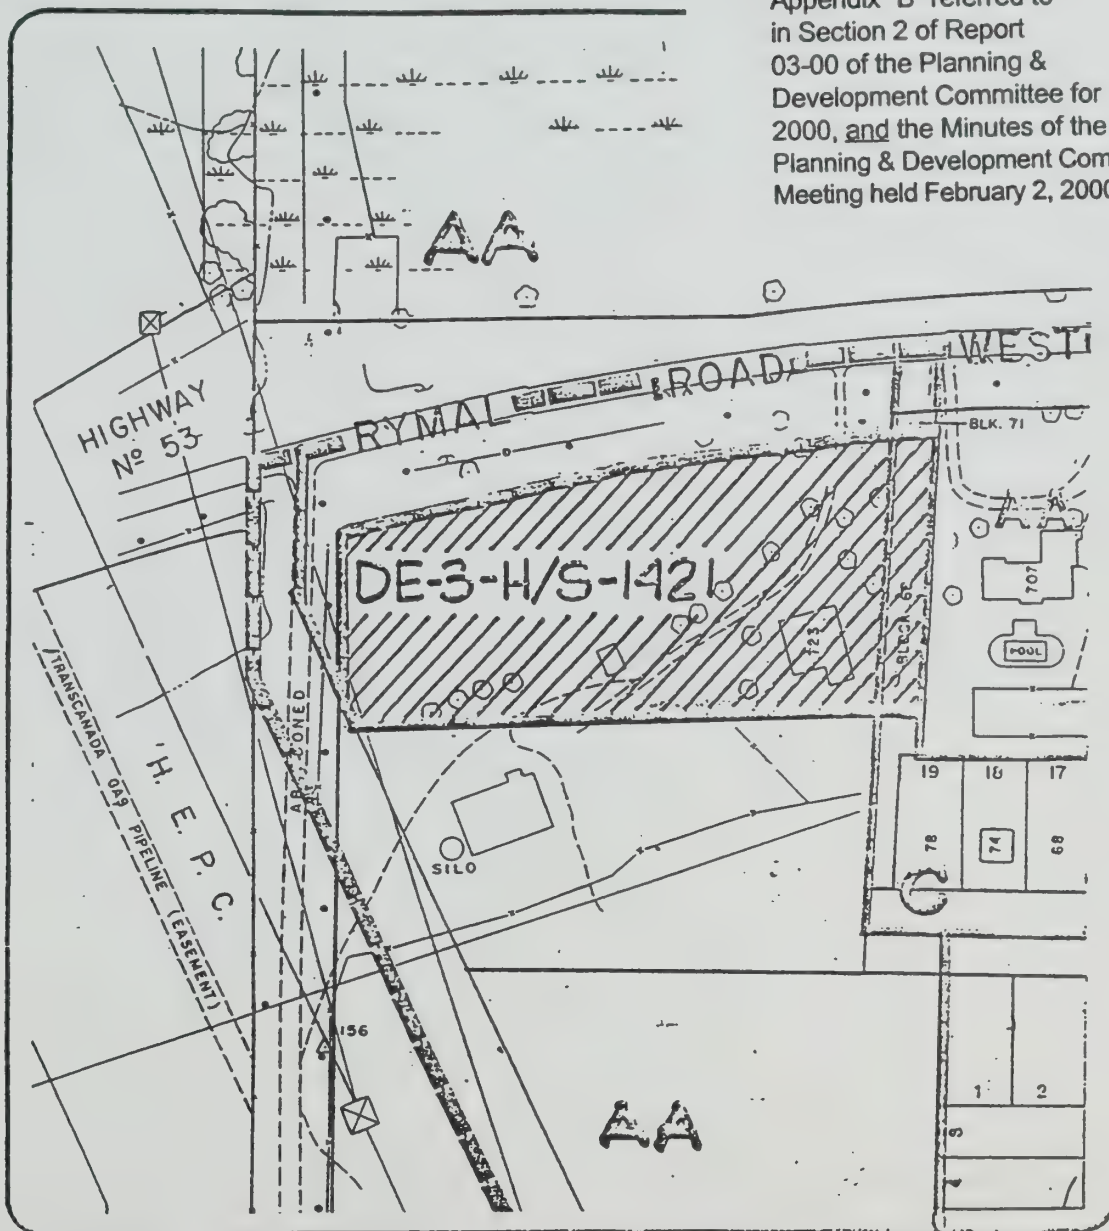 Appendix "B" referred to
in Section 2 of Report
03-00 of the Planning &
Development Committee for
2000, and the Minutes of the
Planning & Development Com
Meeting held February 2, 2000
AA
HIGHWAY
Nº 53
RYMAL ROAD WEST
BLK. 71
DE-3-H/S-1421
707
723
POOL
TRANSCANADA GAS PIPELINE (EASEMENT)
H. E. P. C.
SILO
19 18 17
78 74 68
156
AA
1 2
3
4